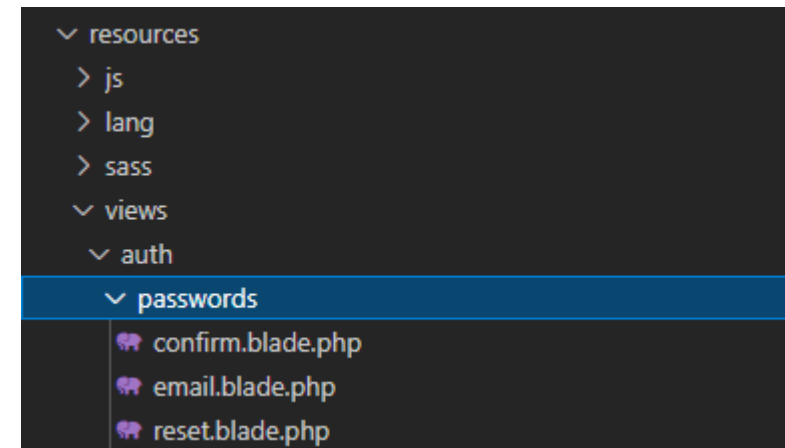 resources
js
lang
sass
views
auth
passwords
confirm.blade.php
email.blade.php
reset.blade.php